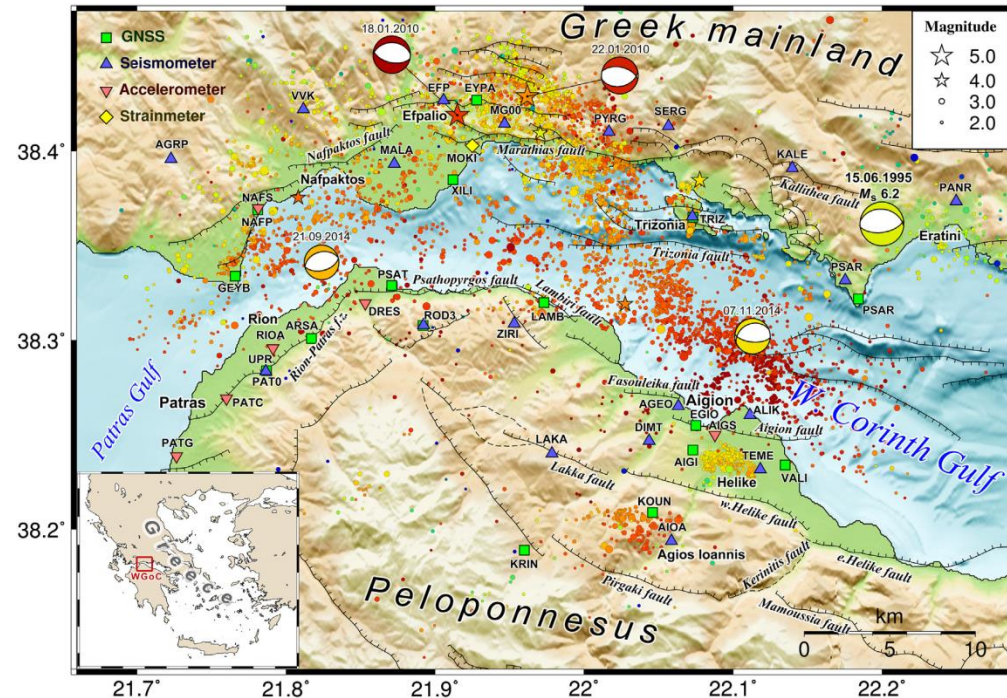 18.01.2010
22.01.2010
Greek mainland
GNSS
Seismometer
Accelerometer
Strainmeter
Magnitude
5.0
4.0
3.0
2.0
VVK
EFP
EYPA
Efpalio
MG00
PYRG
SERG
AGRP
Nafpaktos fault
MALA
MOKI
Marathias fault
KALE
Kallithea fault
15.06.1995
Ms 6.2
PANR
Nafpaktos
XILI
NAFS
NAFP
TRIZ
Trizonia
Eratini
21.09.2014
Trizonia fault
PSAR
PSAR
GEYB
PSAT
Psathopyrgos fault
DRES
ROD3
LAMB
Lambiri fault
ZIRI
07.11.2014
Rion
ARSA
RIOA
Rion-Patras f.z.
UPR
PAT0
Patras Gulf
Patras
PATC
PATG
Fasouleika fault
Aigion
AGEO
EGIO
ALIK
W. Corinth Gulf
DIMT
AIGS
Aigion fault
LAKA
Lakka fault
AIGI
TEME
Helike
VALI
w.Helike fault
KOUN
AIOA
Agios Ioannis
KRIN
Pirgaki fault
Kerinitis fault
e.Helike fault
Mamoussia fault
Peloponnesus
Greece
WGoC
km
0 5 10
38.4˚
38.3˚
38.2˚
21.7˚ 21.8˚ 21.9˚ 22˚ 22.1˚ 22.2˚